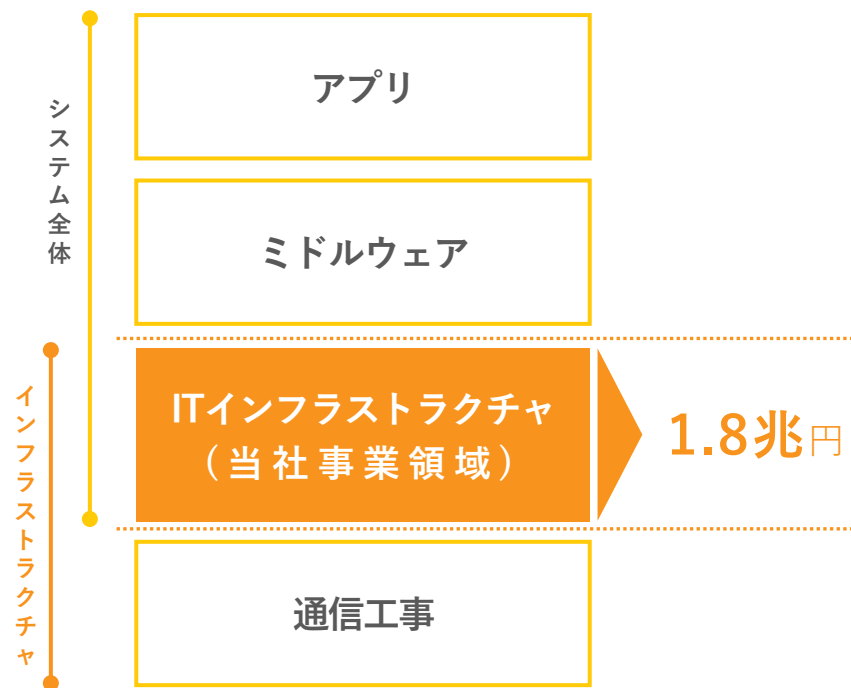 システム全体
アプリ
ミドルウェア
インフラストラクチャ
ITインフラストラクチャ
(当社事業領域)
1.8兆円
通信工事